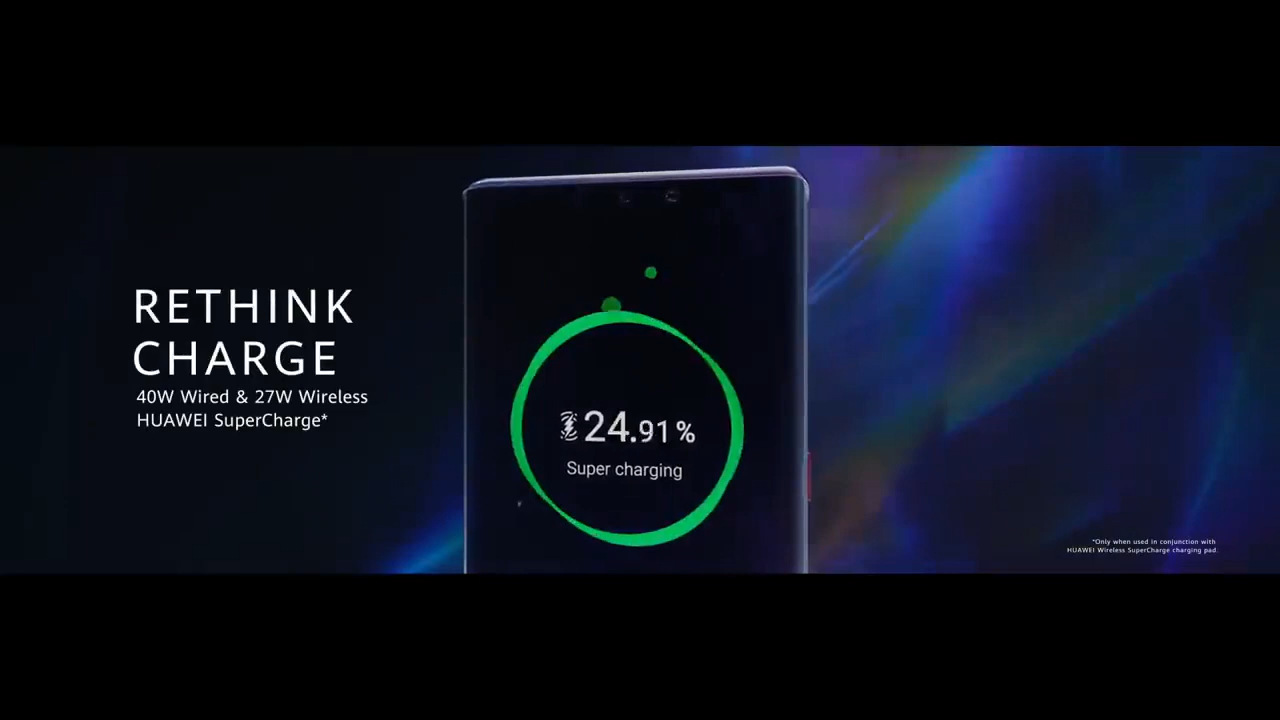 RETHINK
CHARGE
40W Wired & 27W Wireless
HUAWEI SuperCharge*
24.91%
Super charging
*Only when used in conjunction with
HUAWEI Wireless SuperCharge charging pad.